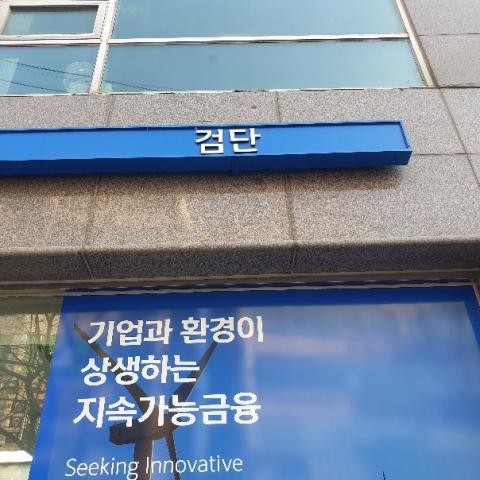 검단
기업과 환경이
상생하는
지속가능금융
Seeking Innovative